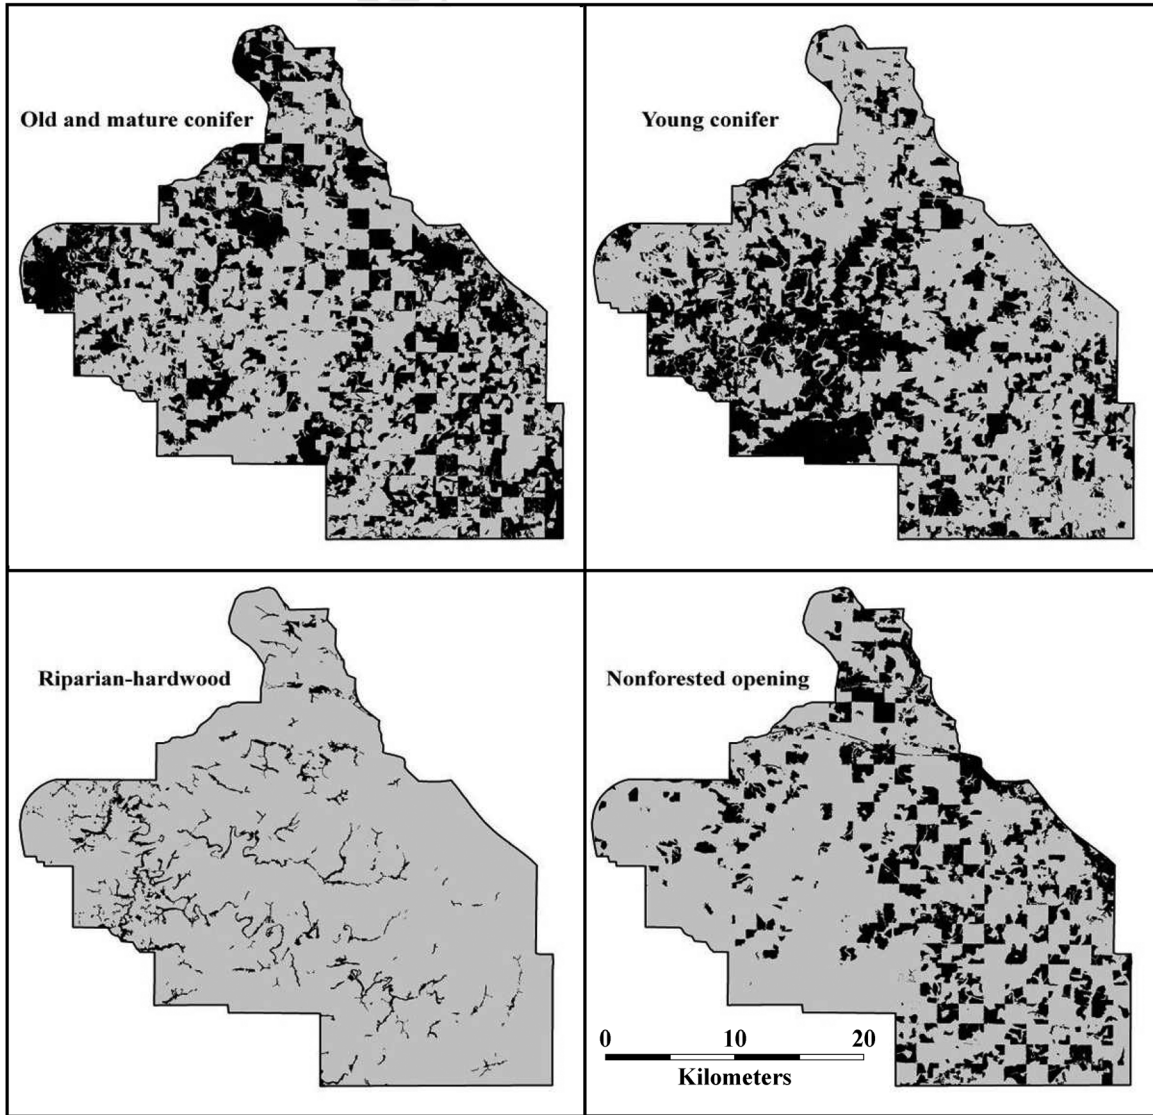 Old and mature conifer
Young conifer
Riparian-hardwood
Nonforested opening
0 10 20
Kilometers